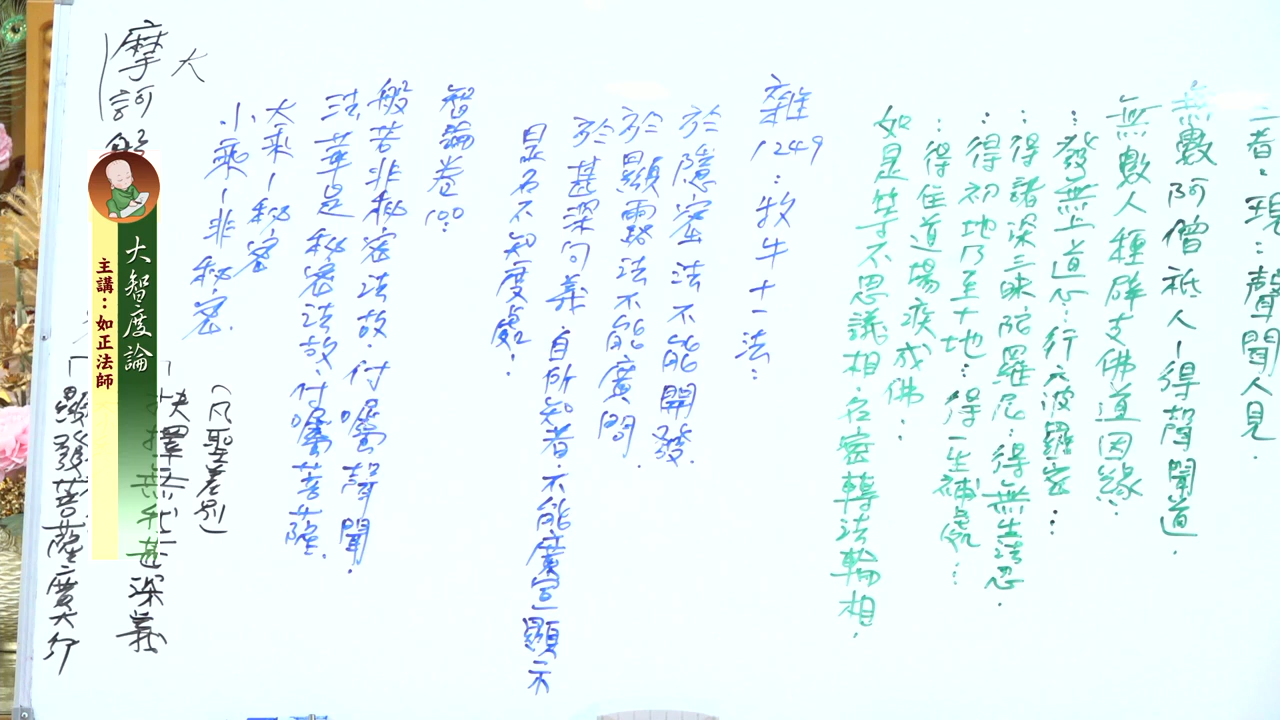 二者·現：聲聞人見．
無數阿僧祇人－得聲聞道．
無數人種辟支佛道因緣：
：發無上道心：行六波羅密：
：得諸深三昧陀羅尼：得無生法忍．
：得初地乃至十地：得一生補處：
：得住道場疾成佛：
如是等不思議相．名密轉法輪相．
雜1249：牧牛十一法：
於隱密法不能開發．
於顯露法不能廣問．
於甚深句義自所知者．不能廣宣顯示
是名不知度處．
智論卷100：
般若非秘密法故．付囑聲聞．
法華是秘密法故．付囑菩薩．
大乘－秘密
小乘－非秘密．
(凡聖差別)
大
摩訶般
抉擇無我甚深義
顯發菩薩廣大行
大智度論
主講：如正法師